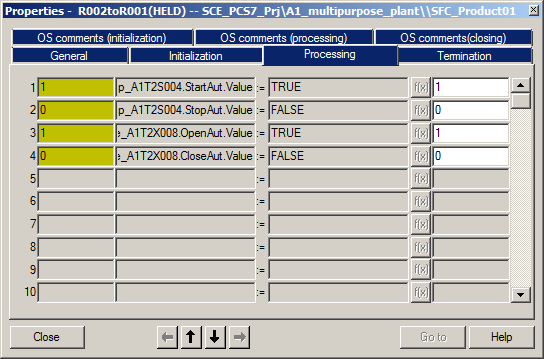 Properties - R002toR001(HELD) -- SCE_PCS7_Prj\A1_multipurpose_plant\\SFC_Product01
OS comments (initialization) OS comments (processing) OS comments(closing)
General Initialization Processing Termination
1 1 p_A1T2S004.StartAut.Value := TRUE f(x) 1
2 0 p_A1T2S004.StopAut.Value := FALSE f(x) 0
3 1 e_A1T2X008.OpenAut.Value := TRUE f(x) 1
4 0 e_A1T2X008.CloseAut.Value := FALSE f(x) 0
5 := f(x)
6 := f(x)
7 := f(x)
8 := f(x)
9 := f(x)
10 := f(x)
Close Go to Help